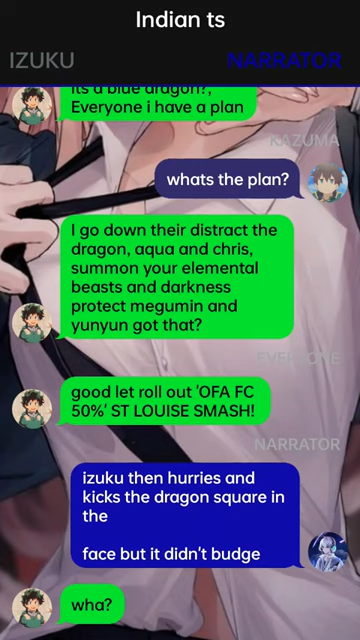 Indian ts
IZUKU
NARRATOR
its a blue dragon?,
Everyone i have a plan
KAZUMA
whats the plan?
I go down their distract the
dragon, aqua and chris,
summon your elemental
beasts and darkness
protect megumin and
yunyun got that?
EVERYONE
good let roll out 'OFA FC
50%' ST LOUISE SMASH!
NARRATOR
izuku then hurries and
kicks the dragon square in
the
face but it didn't budge
wha?